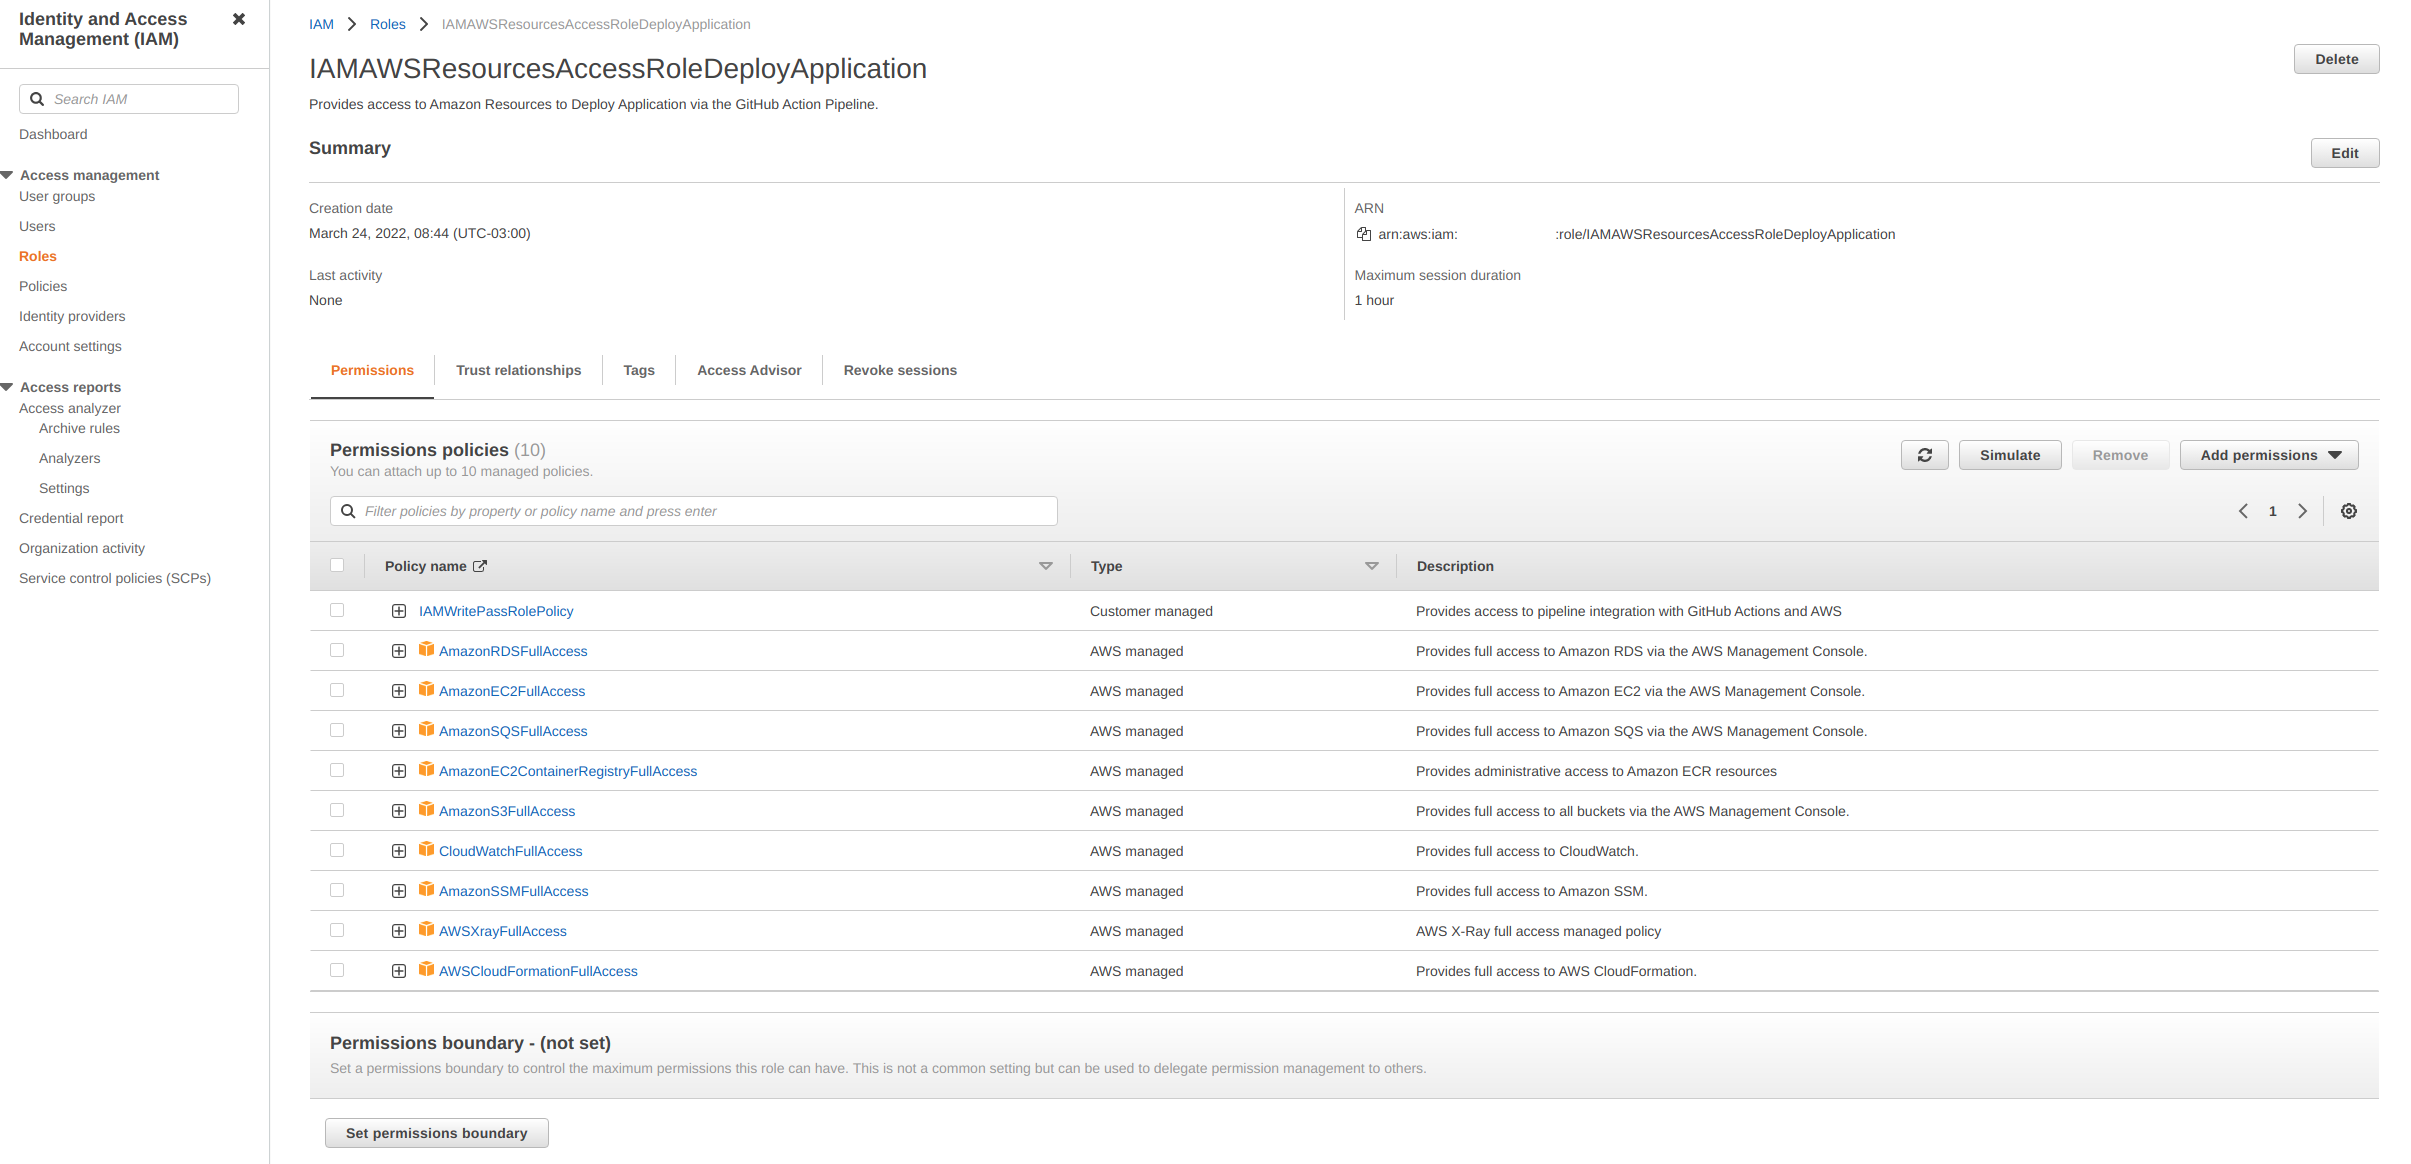 Identity and Access
Management (IAM)
Search IAM
Dashboard
Access management
User groups
Users
Roles
Policies
Identity providers
Account settings
Access reports
Access analyzer
Archive rules
Analyzers
Settings
Credential report
Organization activity
Service control policies (SCPs)
IAM Roles IAMAWSResourcesAccessRoleDeployApplication
IAMAWSResourcesAccessRoleDeployApplication
Delete
Provides access to Amazon Resources to Deploy Application via the GitHub Action Pipeline.
Summary
Edit
Creation date
March 24, 2022, 08:44 (UTC-03:00)
ARN
arn:aws:iam: :role/IAMAWSResourcesAccessRoleDeployApplication
Last activity
None
Maximum session duration
1 hour
Permissions Trust relationships Tags Access Advisor Revoke sessions
Permissions policies (10)
You can attach up to 10 managed policies.
Simulate Remove Add permissions
Filter policies by property or policy name and press enter
1
Policy name Type Description
IAMWritePassRolePolicy Customer managed Provides access to pipeline integration with GitHub Actions and AWS
AmazonRDSFullAccess AWS managed Provides full access to Amazon RDS via the AWS Management Console.
AmazonEC2FullAccess AWS managed Provides full access to Amazon EC2 via the AWS Management Console.
AmazonSQSFullAccess AWS managed Provides full access to Amazon SQS via the AWS Management Console.
AmazonEC2ContainerRegistryFullAccess AWS managed Provides administrative access to Amazon ECR resources
AmazonS3FullAccess AWS managed Provides full access to all buckets via the AWS Management Console.
CloudWatchFullAccess AWS managed Provides full access to CloudWatch.
AmazonSSMFullAccess AWS managed Provides full access to Amazon SSM.
AWSXrayFullAccess AWS managed AWS X-Ray full access managed policy
AWSCloudFormationFullAccess AWS managed Provides full access to AWS CloudFormation.
Permissions boundary - (not set)
Set a permissions boundary to control the maximum permissions this role can have. This is not a common setting but can be used to delegate permission management to others.
Set permissions boundary